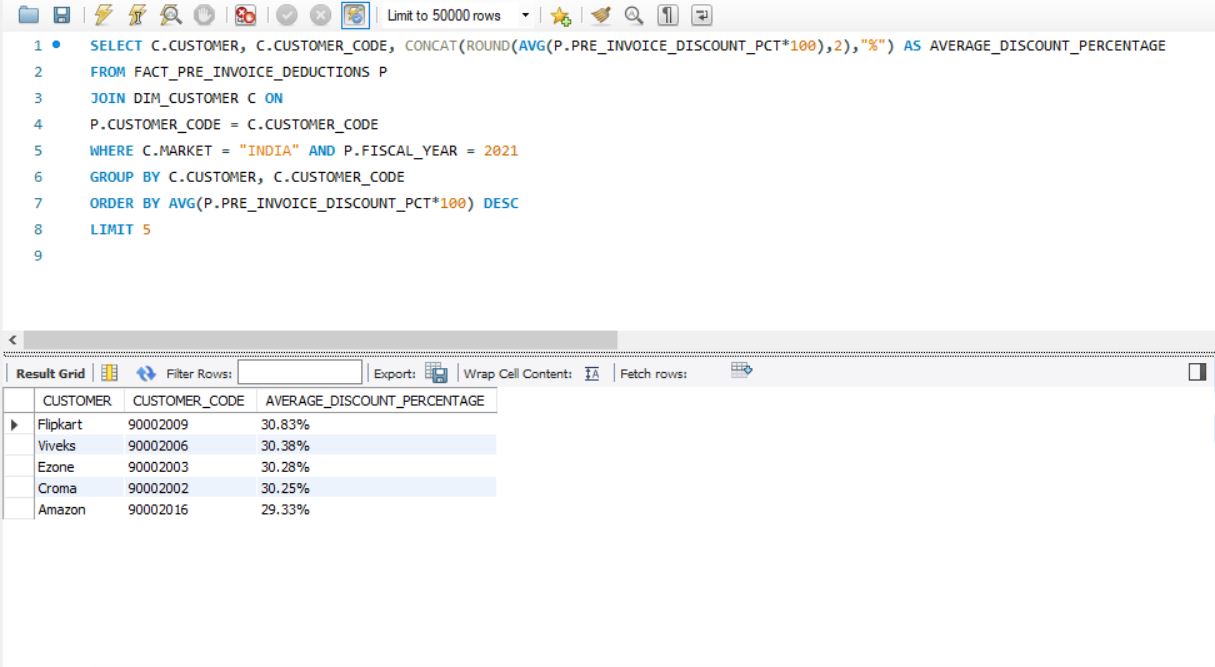 Limit to 50000 rows
1 SELECT C.CUSTOMER, C.CUSTOMER_CODE, CONCAT(ROUND(AVG(P.PRE_INVOICE_DISCOUNT_PCT*100),2),"%") AS AVERAGE_DISCOUNT_PERCENTAGE
2 FROM FACT_PRE_INVOICE_DEDUCTIONS P
3 JOIN DIM_CUSTOMER C ON
4 P.CUSTOMER_CODE = C.CUSTOMER_CODE
5 WHERE C.MARKET = "INDIA" AND P.FISCAL_YEAR = 2021
6 GROUP BY C.CUSTOMER, C.CUSTOMER_CODE
7 ORDER BY AVG(P.PRE_INVOICE_DISCOUNT_PCT*100) DESC
8 LIMIT 5
9
Result Grid Filter Rows: Export: Wrap Cell Content: Fetch rows:
CUSTOMER CUSTOMER_CODE AVERAGE_DISCOUNT_PERCENTAGE
Flipkart 90002009 30.83%
Viveks 90002006 30.38%
Ezone 90002003 30.28%
Croma 90002002 30.25%
Amazon 90002016 29.33%